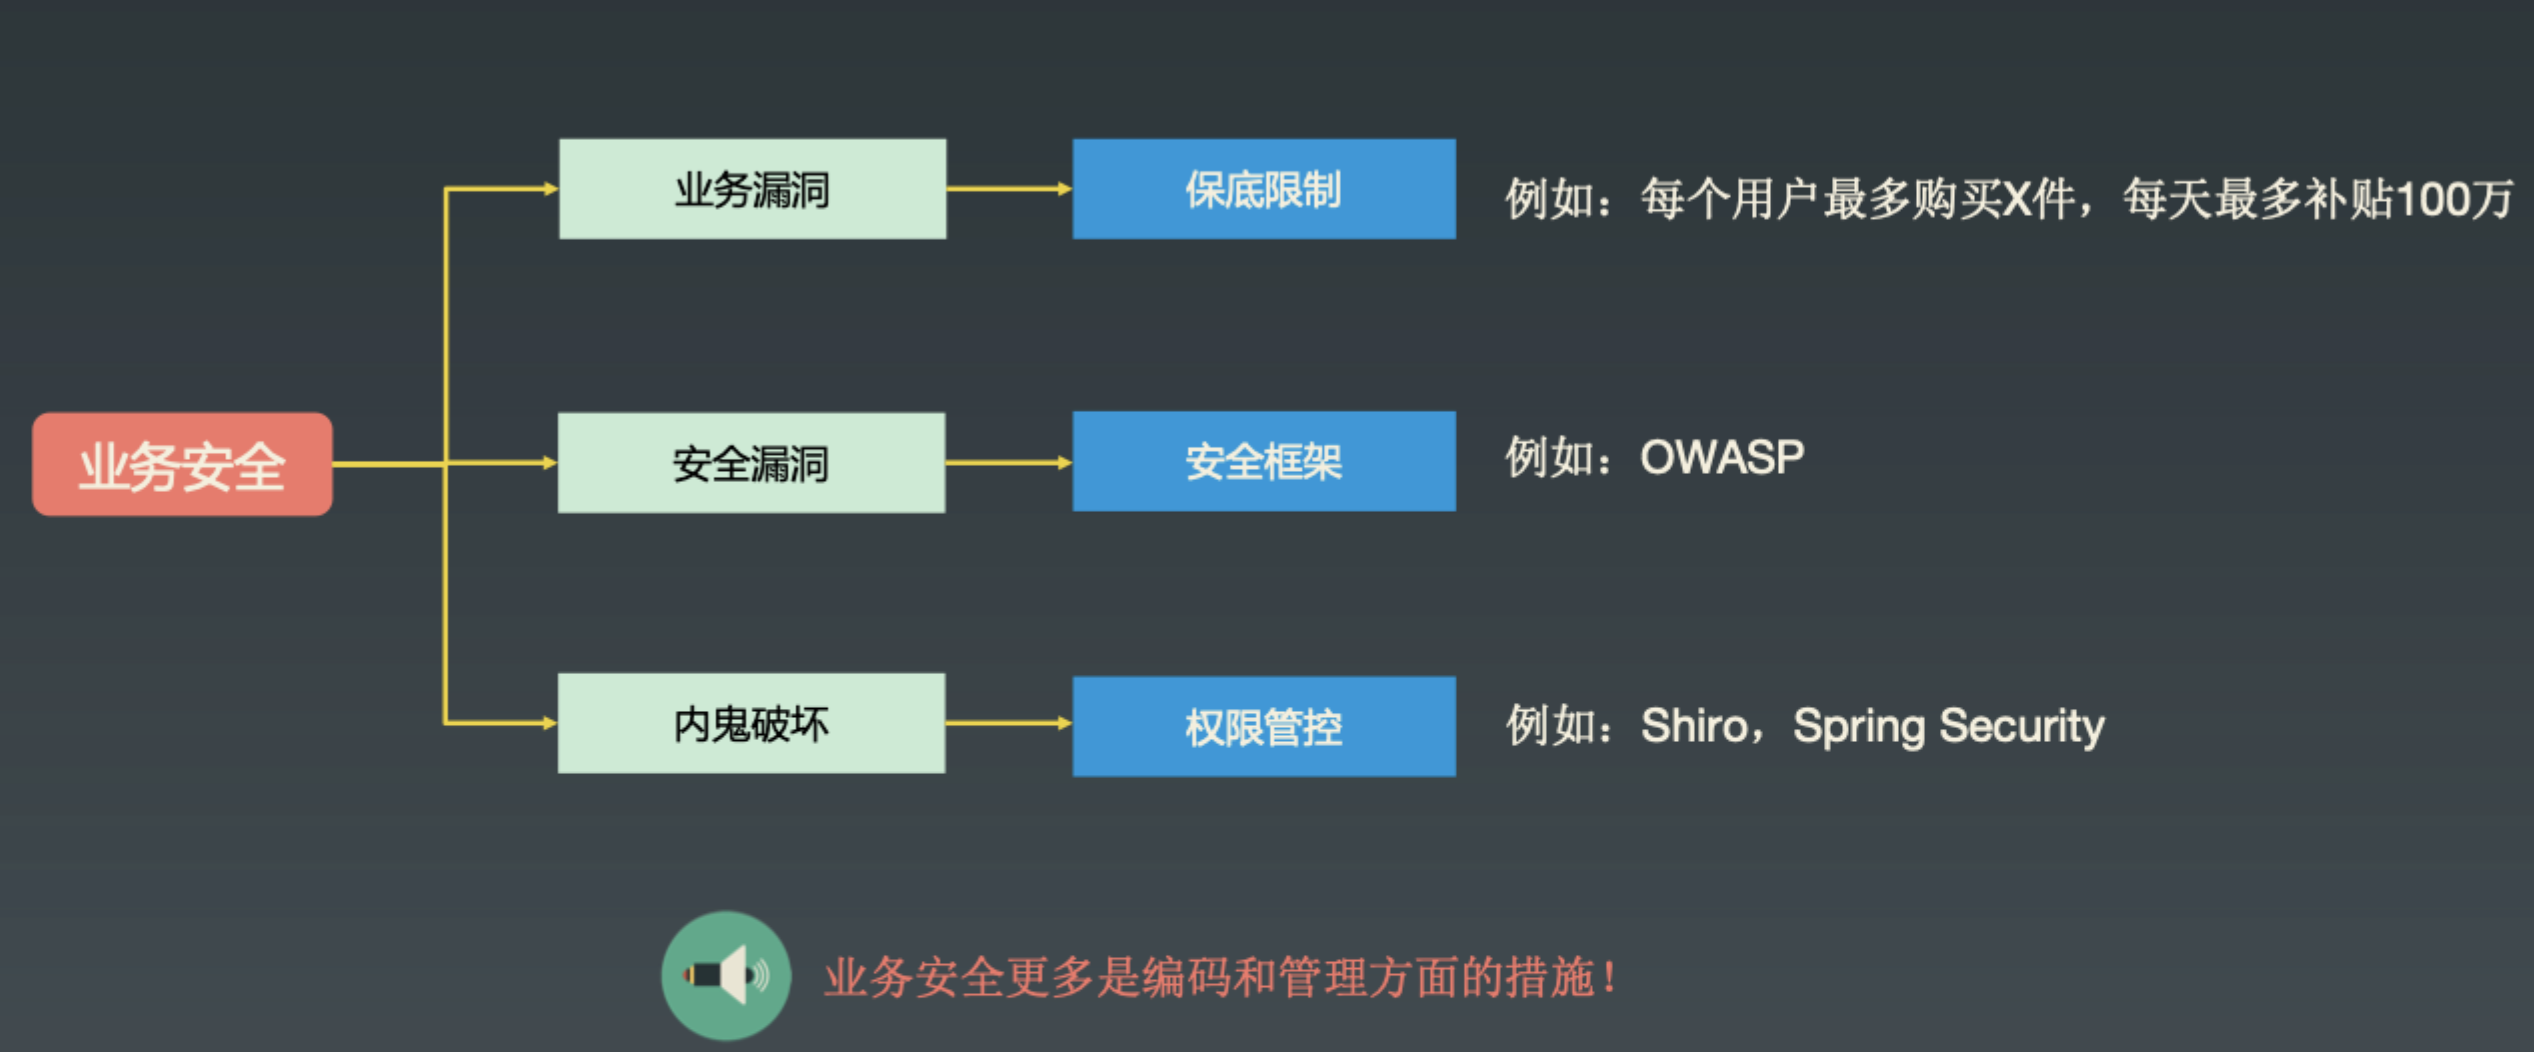 业务漏洞
保底限制
例如：每个用户最多购买X件，每天最多补贴100万
业务安全
安全漏洞
安全框架
例如：OWASP
内鬼破坏
权限管控
例如：Shiro，Spring Security
业务安全更多是编码和管理方面的措施！